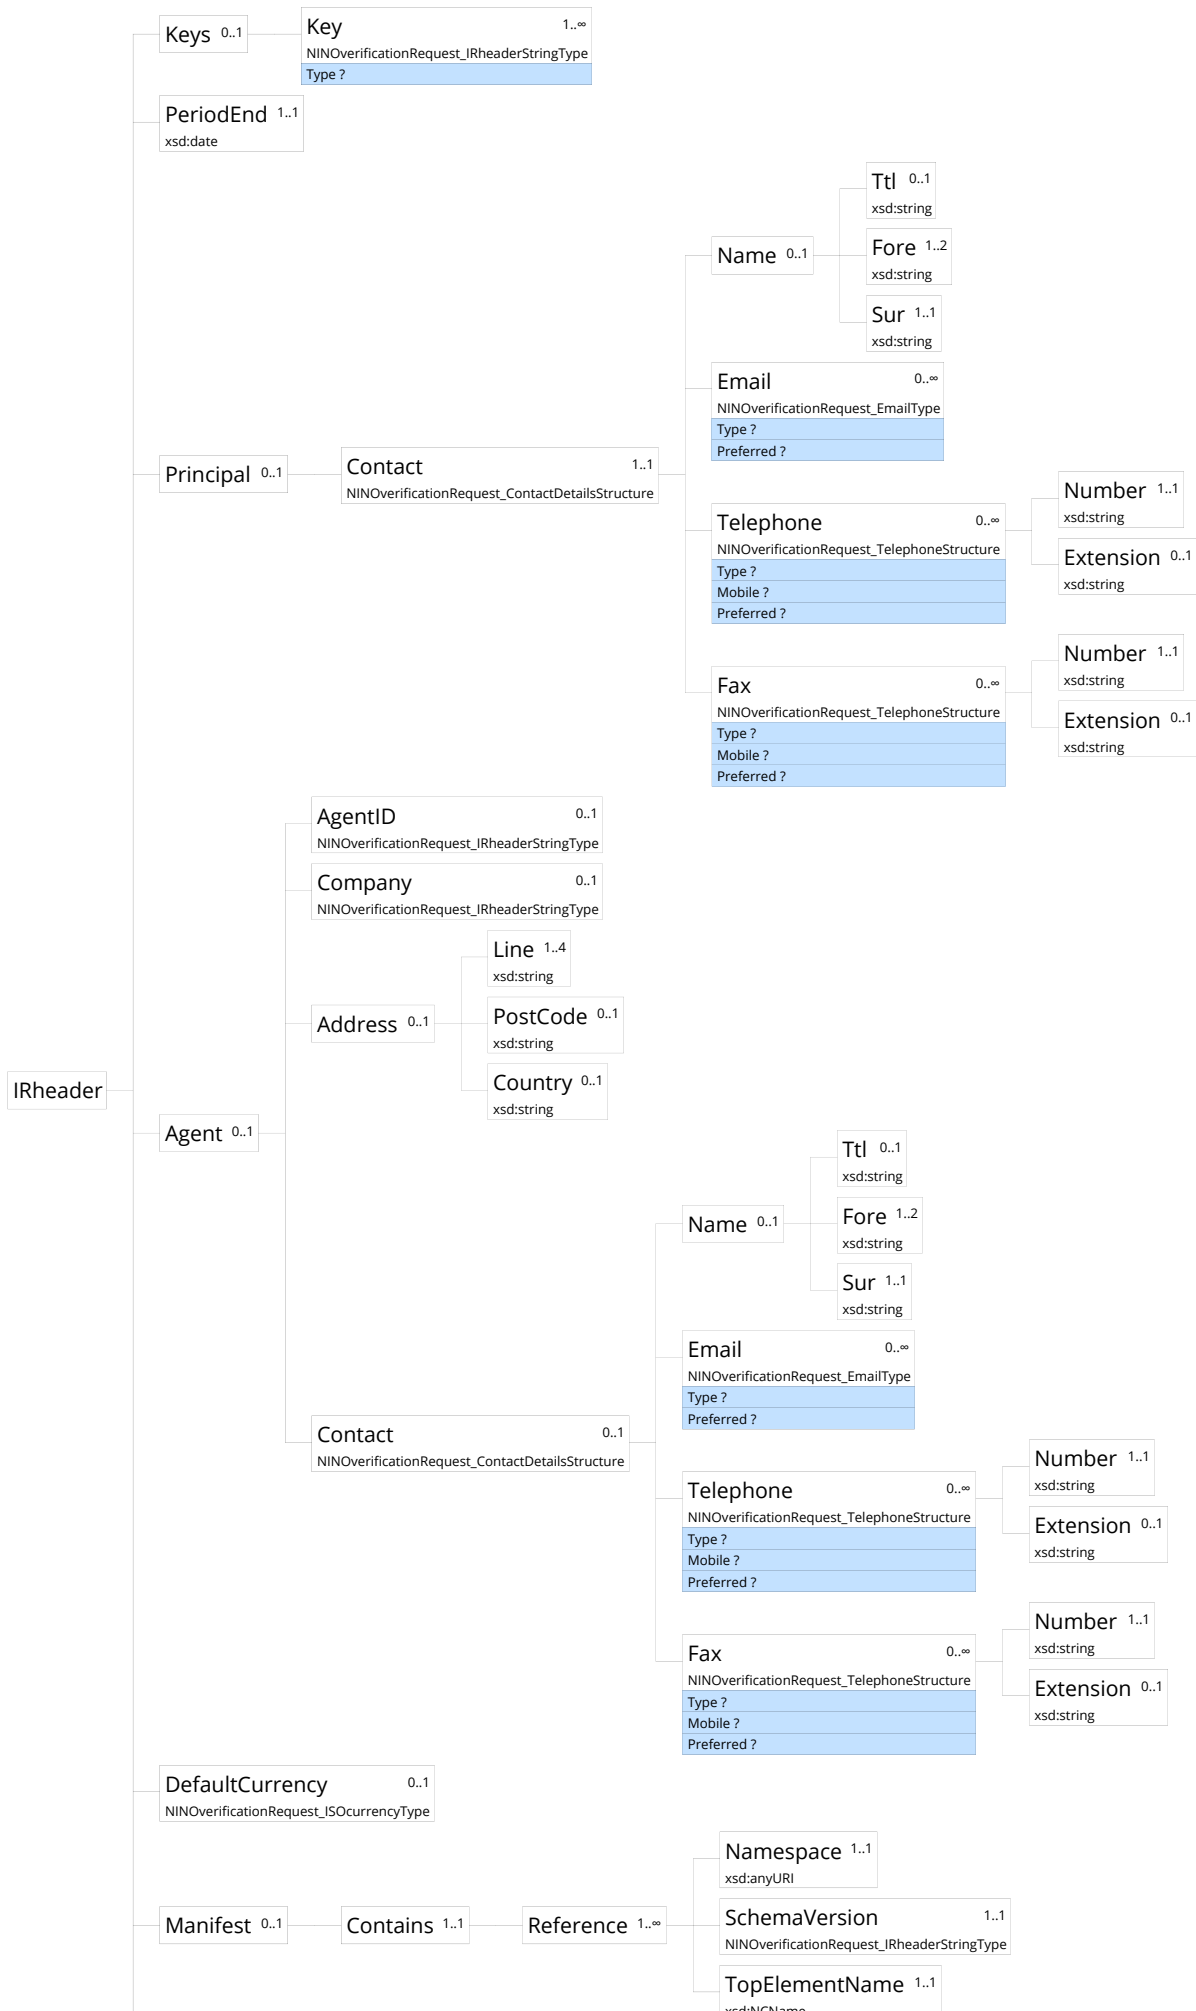 Keys 0..1
Key 1..∞
NINOverificationRequest_IRheaderStringType
Type ?
PeriodEnd 1..1
xsd:date
Ttl 0..1
xsd:string
Name 0..1
Fore 1..2
xsd:string
Sur 1..1
xsd:string
Email 0..∞
NINOverificationRequest_EmailType
Type ?
Preferred ?
Principal 0..1
Contact 1..1
NINOverificationRequest_ContactDetailsStructure
Telephone 0..∞
NINOverificationRequest_TelephoneStructure
Type ?
Mobile ?
Preferred ?
Number 1..1
xsd:string
Extension 0..1
xsd:string
Fax 0..∞
NINOverificationRequest_TelephoneStructure
Type ?
Mobile ?
Preferred ?
Number 1..1
xsd:string
Extension 0..1
xsd:string
AgentID 0..1
NINOverificationRequest_IRheaderStringType
Company 0..1
NINOverificationRequest_IRheaderStringType
Line 1..4
xsd:string
Address 0..1
PostCode 0..1
xsd:string
Country 0..1
xsd:string
IRheader
Agent 0..1
Ttl 0..1
xsd:string
Name 0..1
Fore 1..2
xsd:string
Sur 1..1
xsd:string
Email 0..∞
NINOverificationRequest_EmailType
Type ?
Preferred ?
Contact 0..1
NINOverificationRequest_ContactDetailsStructure
Telephone 0..∞
NINOverificationRequest_TelephoneStructure
Type ?
Mobile ?
Preferred ?
Number 1..1
xsd:string
Extension 0..1
xsd:string
Fax 0..∞
NINOverificationRequest_TelephoneStructure
Type ?
Mobile ?
Preferred ?
Number 1..1
xsd:string
Extension 0..1
xsd:string
DefaultCurrency 0..1
NINOverificationRequest_ISOcurrencyType
Manifest 0..1
Contains 1..1
Reference 1..∞
Namespace 1..1
xsd:anyURI
SchemaVersion 1..1
NINOverificationRequest_IRheaderStringType
TopElementName 1..1
xsd:NCName